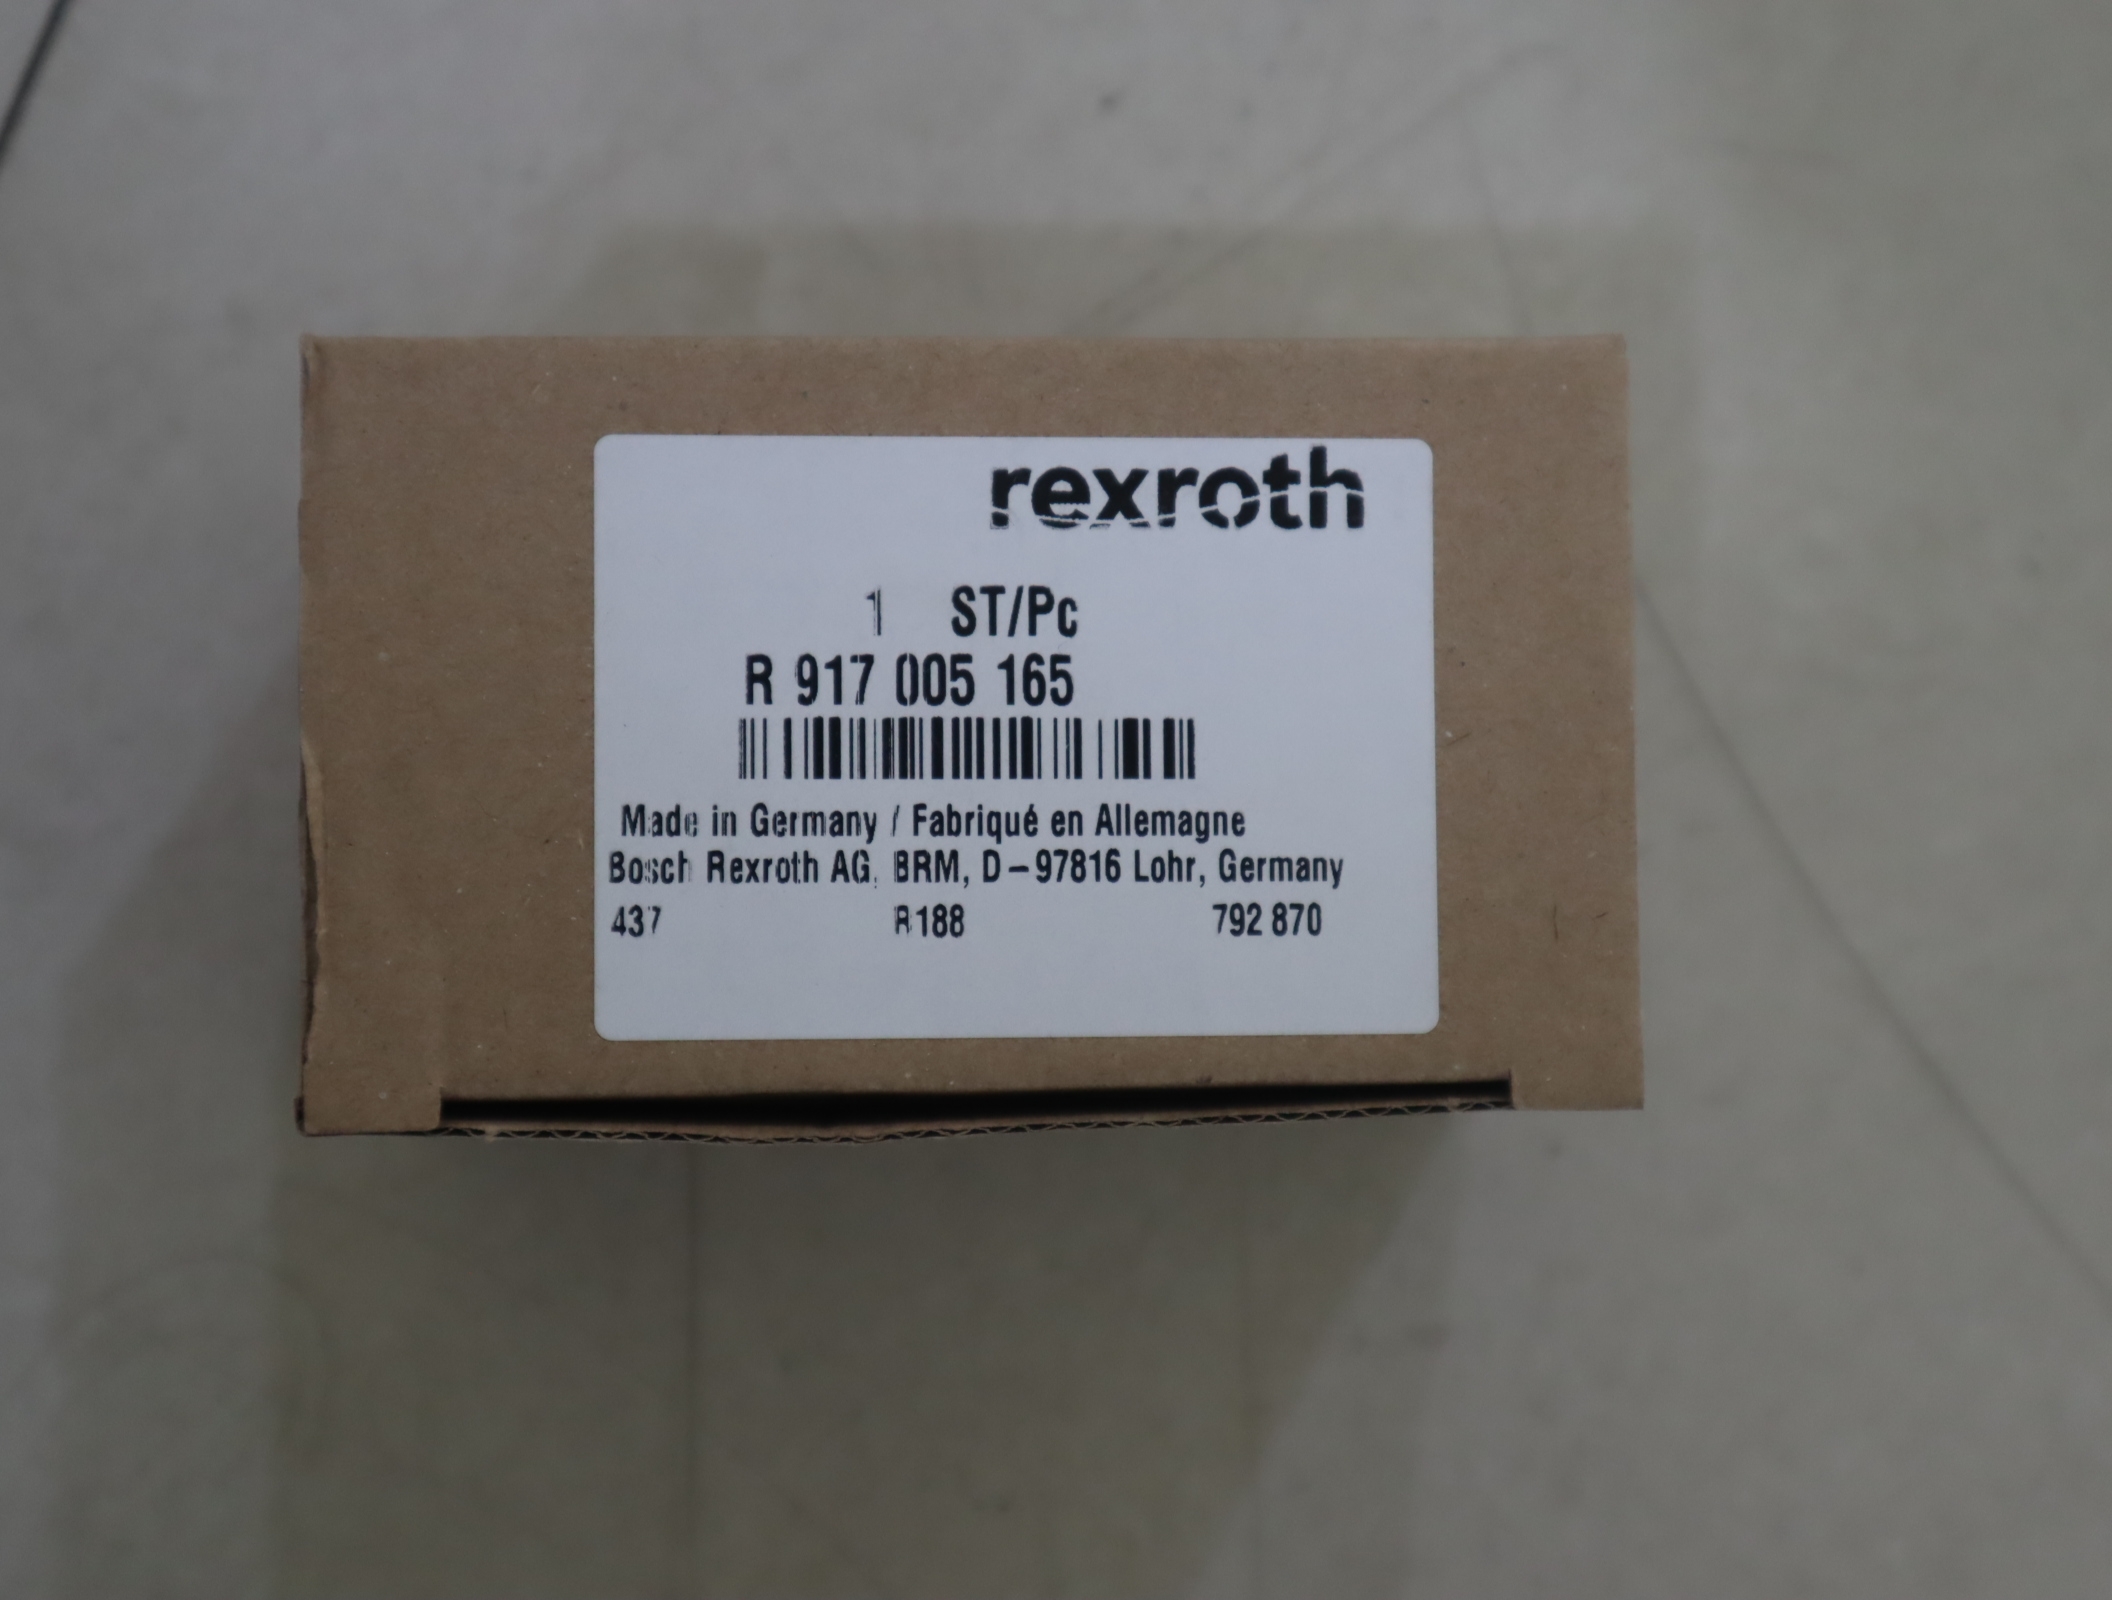 rexroth
1 ST/Pc
R 917 005 165
Made in Germany / Fabriqué en Allemagne
Bosch Rexroth AG, BRM, D-97816 Lohr, Germany
437 R188 792 870